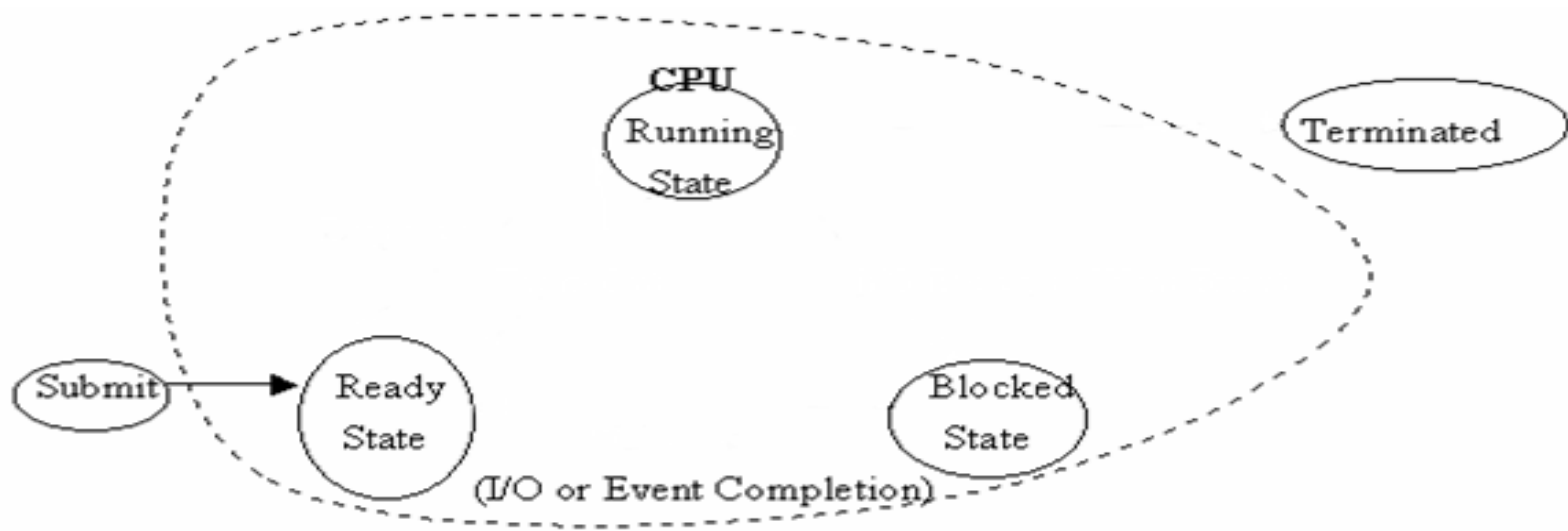 CPU
Running
State
Terminated
Submit
Ready
State
Blocked
State
(I/O or Event Completion)